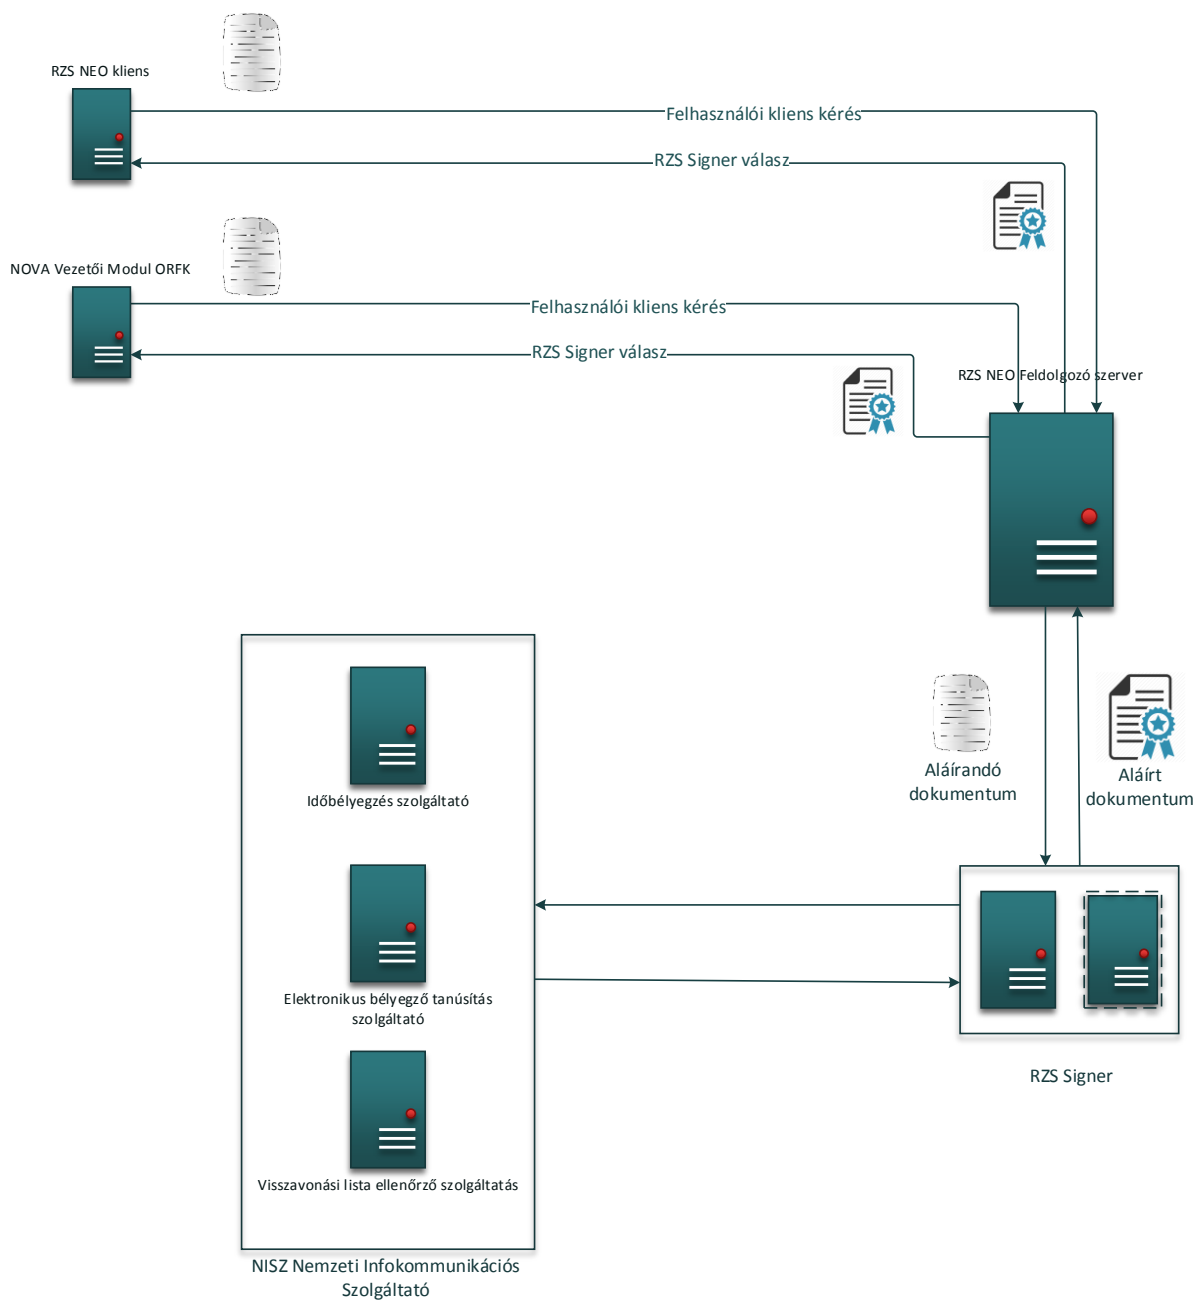 RZS NEO kliens
Felhasználói kliens kérés
RZS Signer válasz
NOVA Vezetői Modul ORFK
Felhasználói kliens kérés
RZS Signer válasz
RZS NEO Feldolgozó szerver
Aláírandó
dokumentum
Aláírt
dokumentum
Időbélyegzés szolgáltató
Elektronikus bélyegző tanúsítás
szolgáltató
RZS Signer
Visszavonási lista ellenőrző szolgáltatás
NISZ Nemzeti Infokommunikációs
Szolgáltató